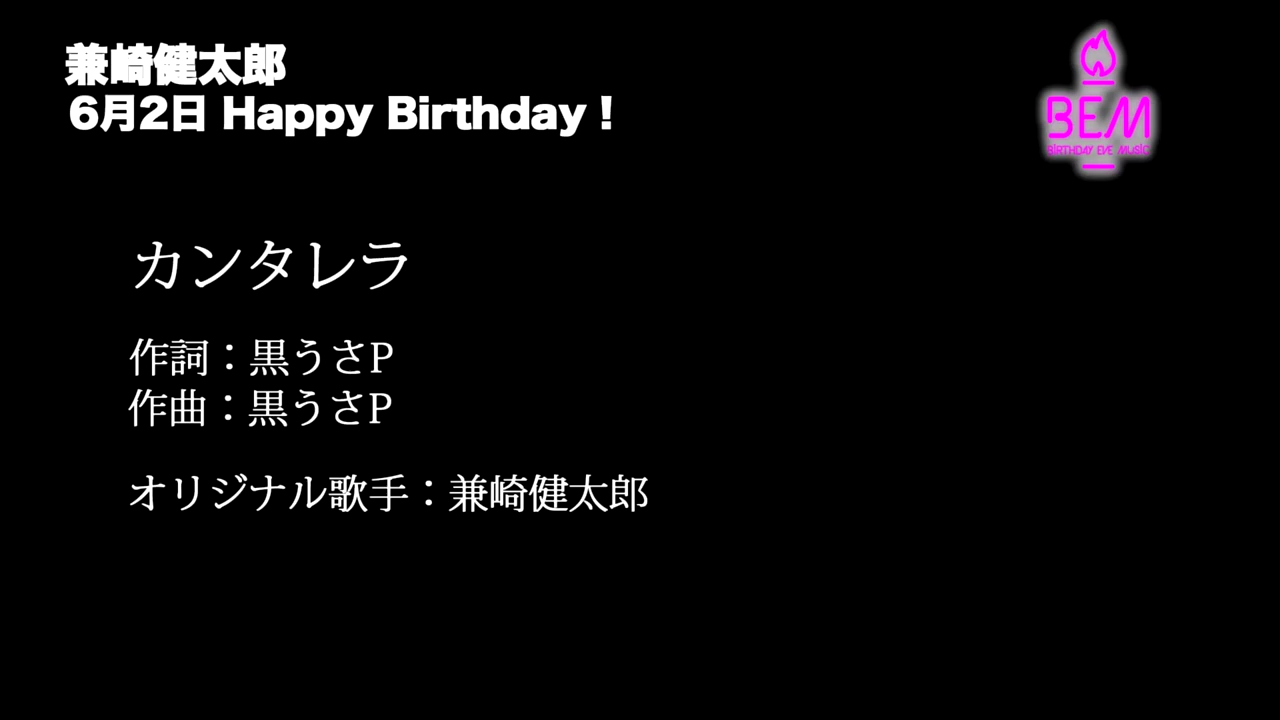 兼崎健太郎
6月2日 Happy Birthday！
BEM
BIRTHDAY EVE MUSIC
カンタレラ
作詞：黒うさP
作曲：黒うさP
オリジナル歌手：兼崎健太郎